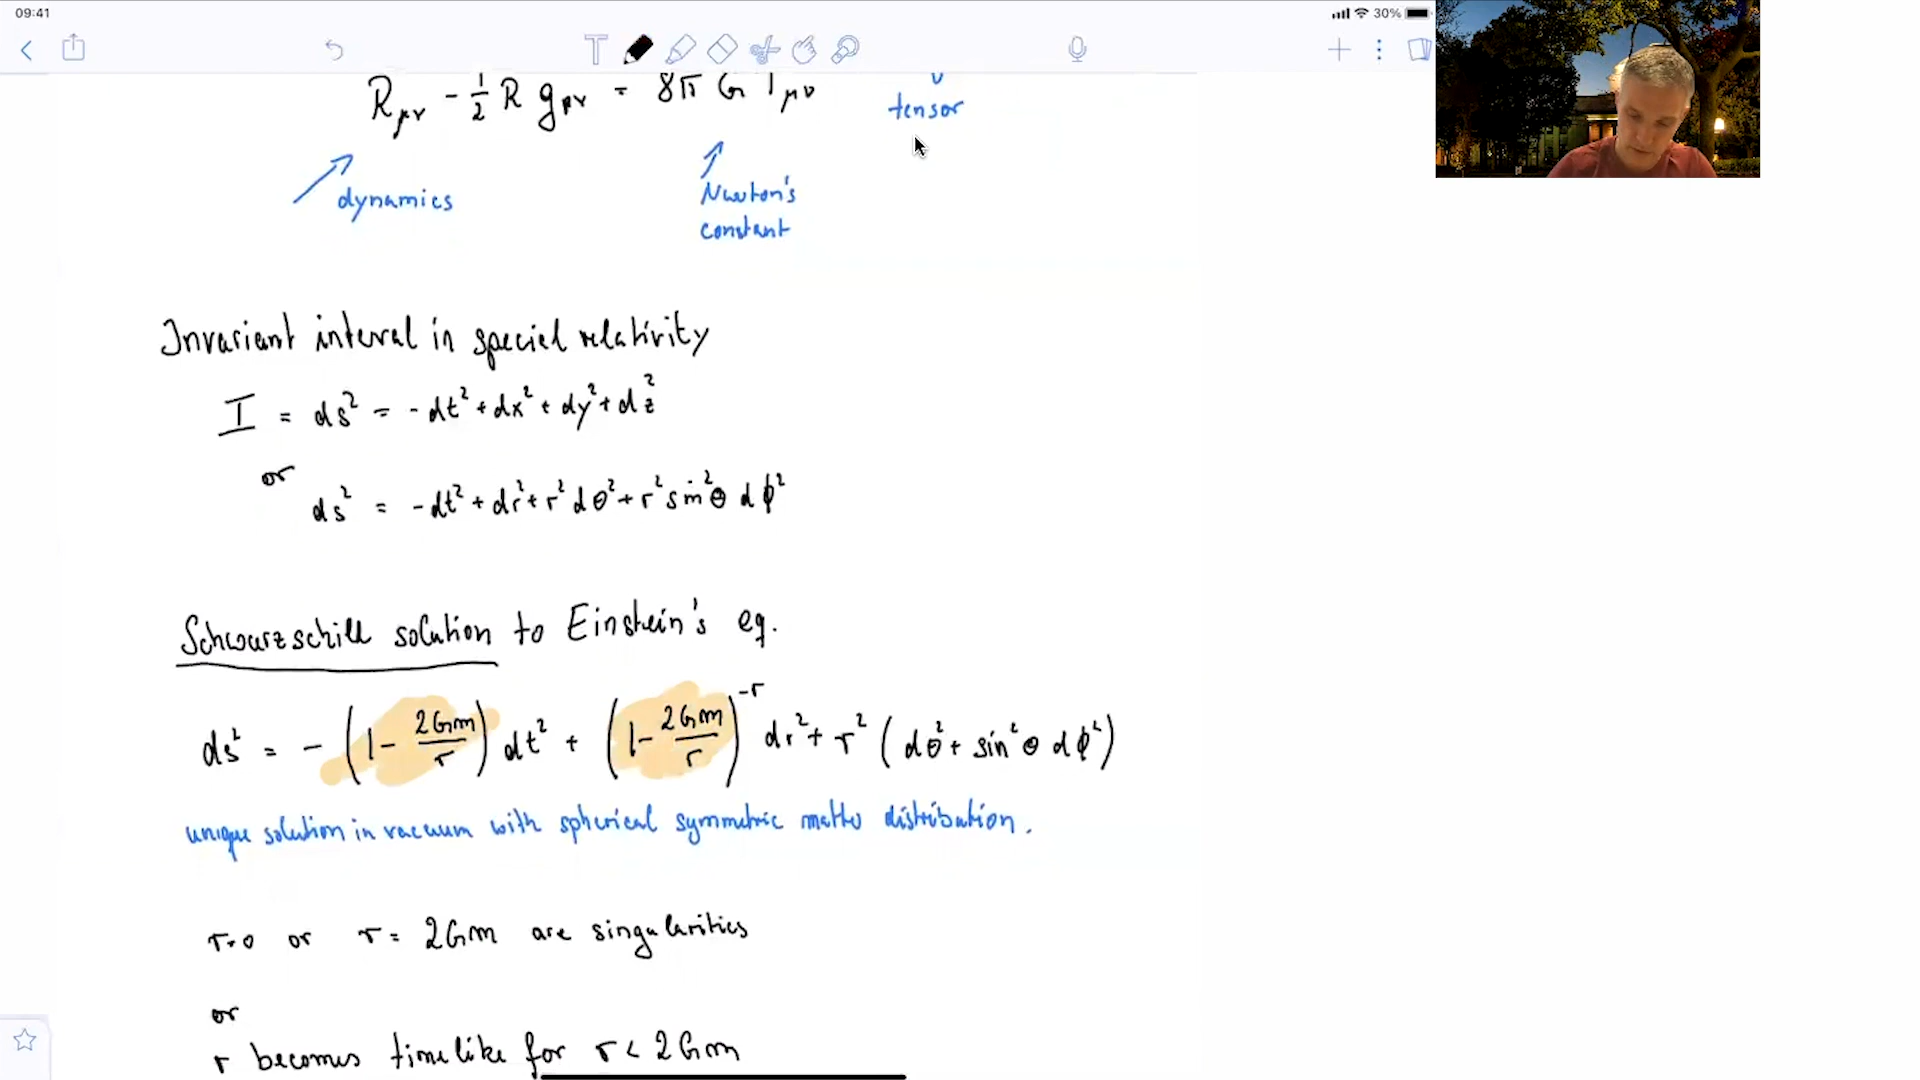 09:41
30%
R_μν - 1/2 R g_μν = 8π G T_μν
tensor
dynamics
Newton's
constant
Invariant interval in special relativity
I = ds² = -dt² + dx² + dy² + dz²
or
ds² = -dt² + dr² + r² dθ² + r² sin²θ dϕ²
Schwarzschild solution to Einstein's eq.
ds² = -(1 - 2Gm/r) dt² + (1 - 2Gm/r)^-1 dr² + r² (dθ² + sin²θ dϕ²)
unique solution in vacuum with spherical symmetric matter distribution.
r=0 or r = 2Gm are singularities
or
r becomes timelike for r < 2Gm